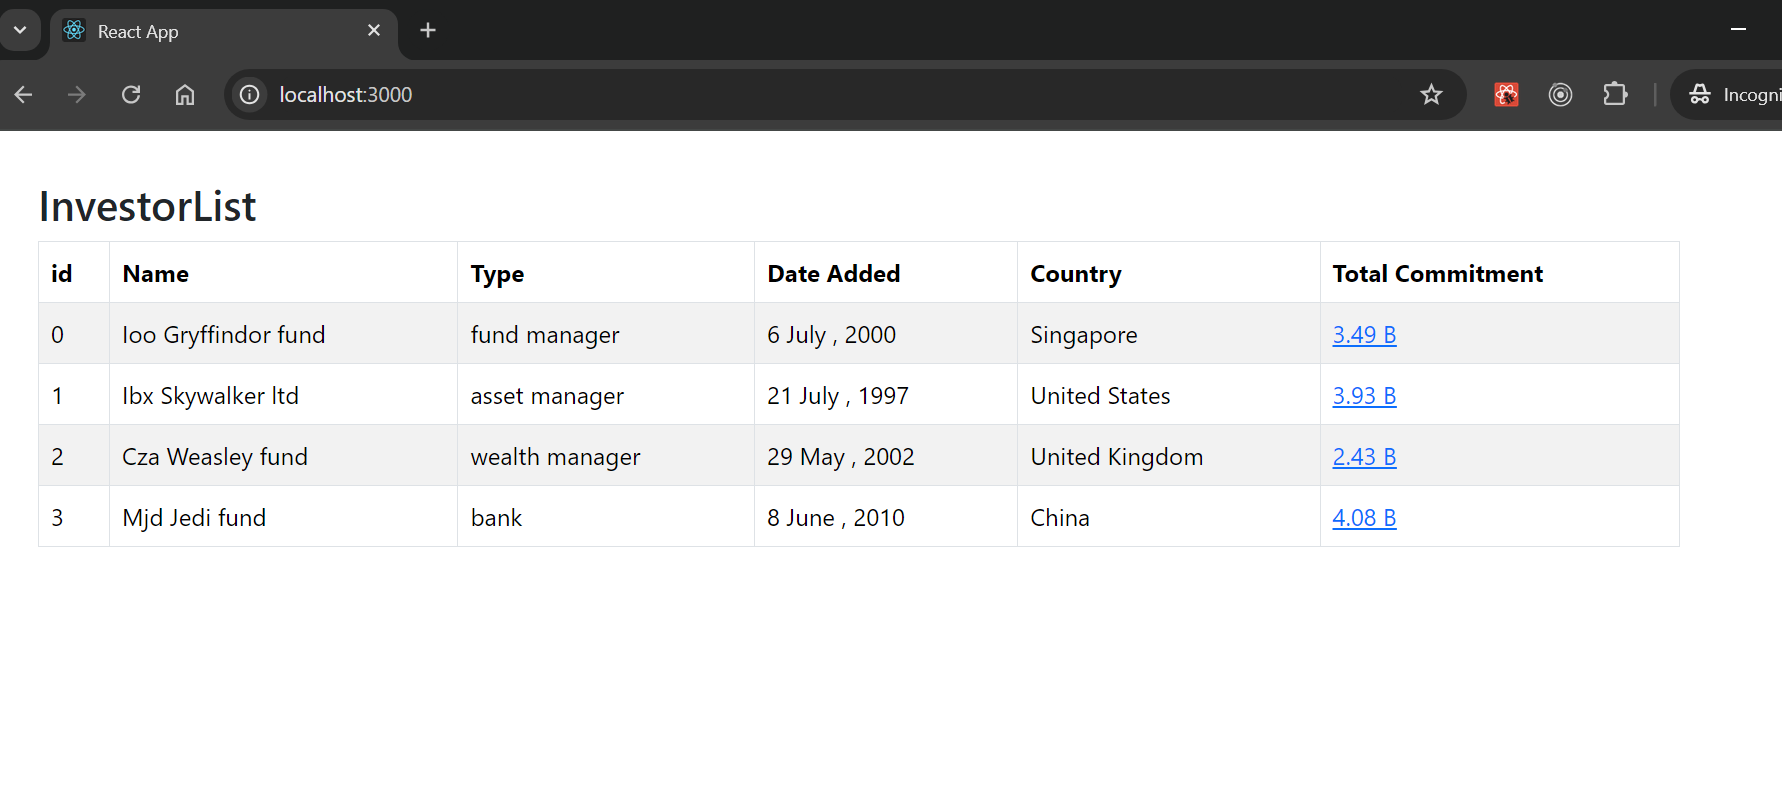 React App
localhost:3000
Incogni
InvestorList
id Name Type Date Added Country Total Commitment
0 Ioo Gryffindor fund fund manager 6 July , 2000 Singapore 3.49 B
1 Ibx Skywalker ltd asset manager 21 July , 1997 United States 3.93 B
2 Cza Weasley fund wealth manager 29 May , 2002 United Kingdom 2.43 B
3 Mjd Jedi fund bank 8 June , 2010 China 4.08 B